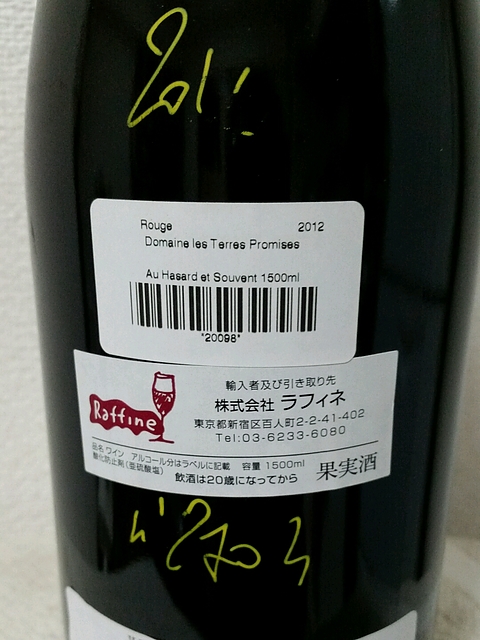 Rouge 2012
Domaine les Terres Promises
Au Hasard et Souvent 1500ml
*20098*
輸入者及び引き取り先
Raffine
株式会社 ラフィネ
東京都新宿区百人町2-2-41-402
Tel:03-6233-6080
品名 ワイン アルコール分はラベルに記載 容量 1500ml
酸化防止剤(亜硫酸塩)
飲酒は20歳になってから
果実酒